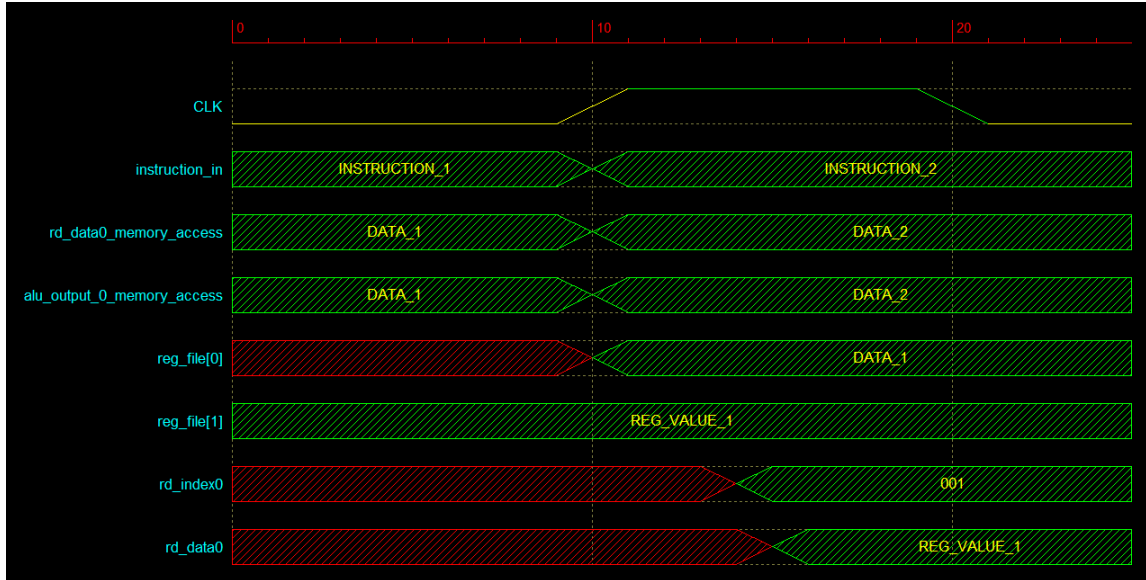 0 10 20
CLK
instruction_in INSTRUCTION_1 INSTRUCTION_2
rd_data0_memory_access DATA_1 DATA_2
alu_output_0_memory_access DATA_1 DATA_2
reg_file[0] DATA_1
reg_file[1] REG_VALUE_1
rd_index0 001
rd_data0 REG_VALUE_1